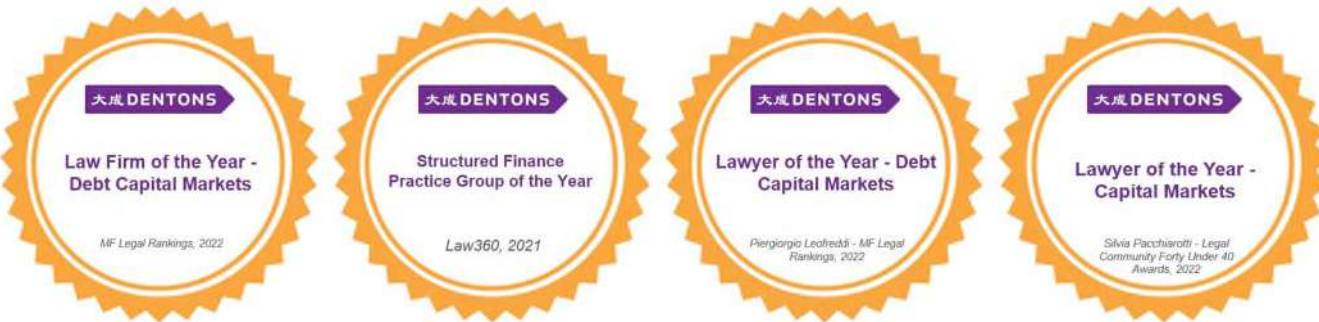 大成 DENTONS
Law Firm of the Year -
Debt Capital Markets
MF Legal Rankings, 2022
大成 DENTONS
Structured Finance
Practice Group of the Year
Law360, 2021
大成 DENTONS
Lawyer of the Year - Debt
Capital Markets
Piergiorgio Leofreddi - MF Legal
Rankings, 2022
大成 DENTONS
Lawyer of the Year -
Capital Markets
Silvia Pacchiarotti - Legal
Community Forty Under 40
Awards, 2022